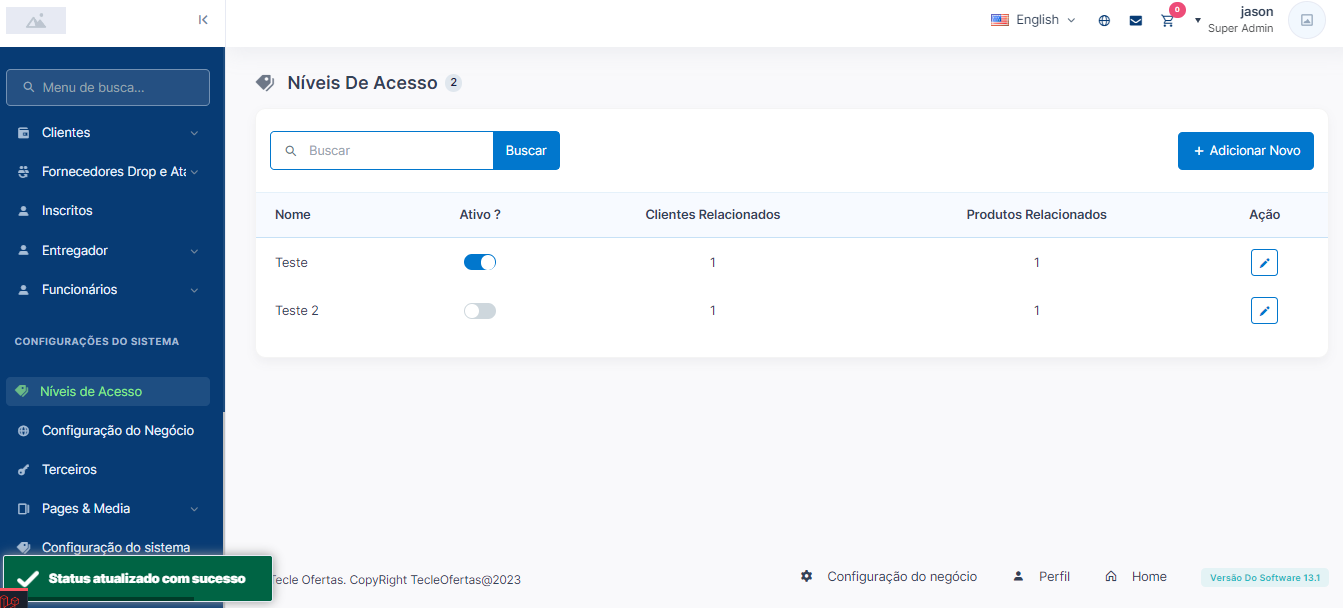 English
0
jason
Super Admin
Menu de busca...
Clientes
Fornecedores Drop e Ata
Inscritos
Entregador
Funcionários
CONFIGURAÇÕES DO SISTEMA
Níveis de Acesso
Configuração do Negócio
Terceiros
Pages & Media
Configuração do sistema
Níveis De Acesso 2
Buscar
Buscar
+ Adicionar Novo
Nome Ativo ? Clientes Relacionados Produtos Relacionados Ação
Teste 1 1
Teste 2 1 1
Status atualizado com sucesso
Tecle Ofertas. CopyRight TecleOfertas@2023
Configuração do negócio
Perfil
Home
Versão Do Software 13.1